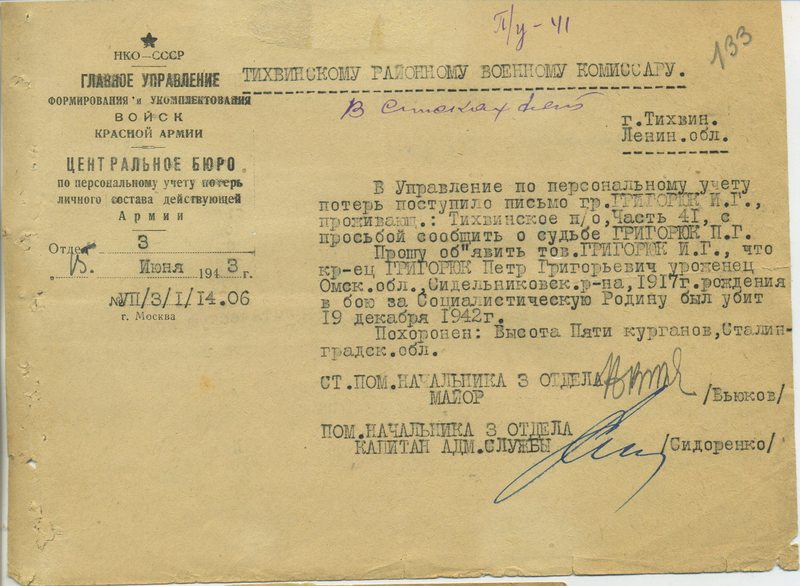 П/у-41
133
НКО—СССР
ГЛАВНОЕ УПРАВЛЕНИЕ
ФОРМИРОВАНИЯ и УКОМПЛЕКТОВАНИЯ
ВОЙСК
КРАСНОЙ АРМИИ
ЦЕНТРАЛЬНОЕ БЮРО
по персональному учету потерь
личного состава действующей
Армии
Отдел 3
15. Июня 1943 г.
№УП/3/1/14.06
г. Москва
ТИХВИНСКОМУ РАЙОННОМУ ВОЕННОМУ КОМИССАРУ.
В списках нет
г.Тихвин.
Ленин.обл.
В Управление по персональному учету
потерь поступило письмо гр.ГРИГОРЮК И.Г.,
проживающ.: Тихвинское п/о,Часть 41, с
просьбой сообщить о судьбе ГРИГОРЮК П.Г.
Прошу об"явить тов.ГРИГОРЮК И.Г., что
кр-ец ГРИГОРЮК Петр Григорьевич уроженец
Омск.обл.,Сидельниковск.р-на,1917г.рождения
в бою за Социалистическую Родину был убит
19 декабря 1942г.
Похоронен: Высота Пяти курганов,Сталин-
градск.обл.
СТ.ПОМ.НАЧАЛЬНИКА 3 ОТДЕЛА
МАЙОР /Бьюков/
ПОМ.НАЧАЛЬНИКА 3 ОТДЕЛА
КАПИТАН АДМ.СЛУЖБЫ /Сидоренко/